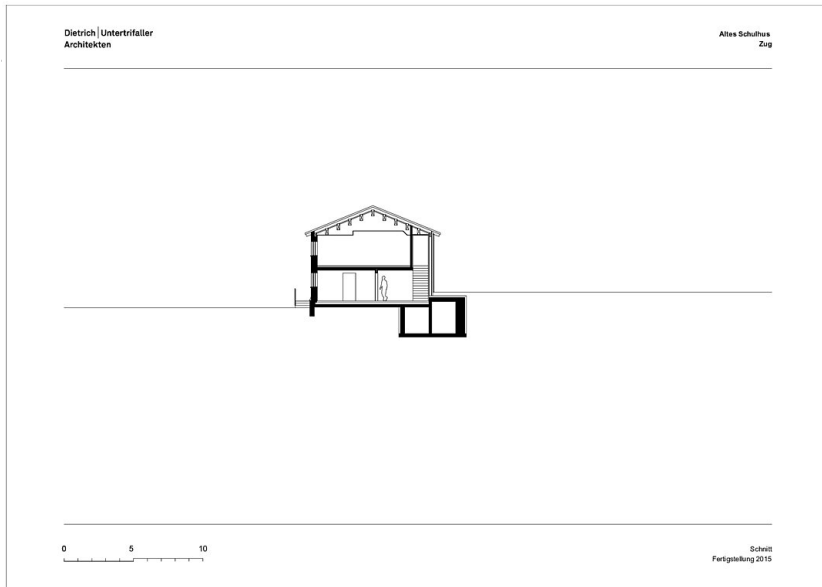 Dietrich | Untertrifaller
Architekten
Altes Schulhus
Zug
0 5 10
Schnitt
Fertigstellung 2015